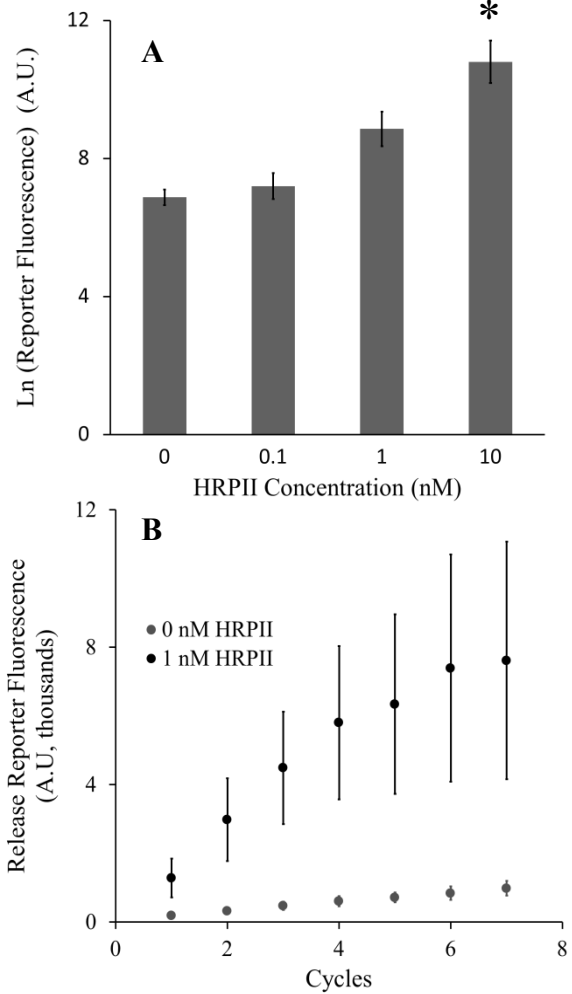 *
12
A
Ln (Reporter Fluorescence) (A.U.)
8
4
0
0 0.1 1 10
HRPII Concentration (nM)
12
B
Release Reporter Fluorescence
(A.U, thousands)
0 nM HRPII
8
1 nM HRPII
4
0
0 2 4 6 8
Cycles